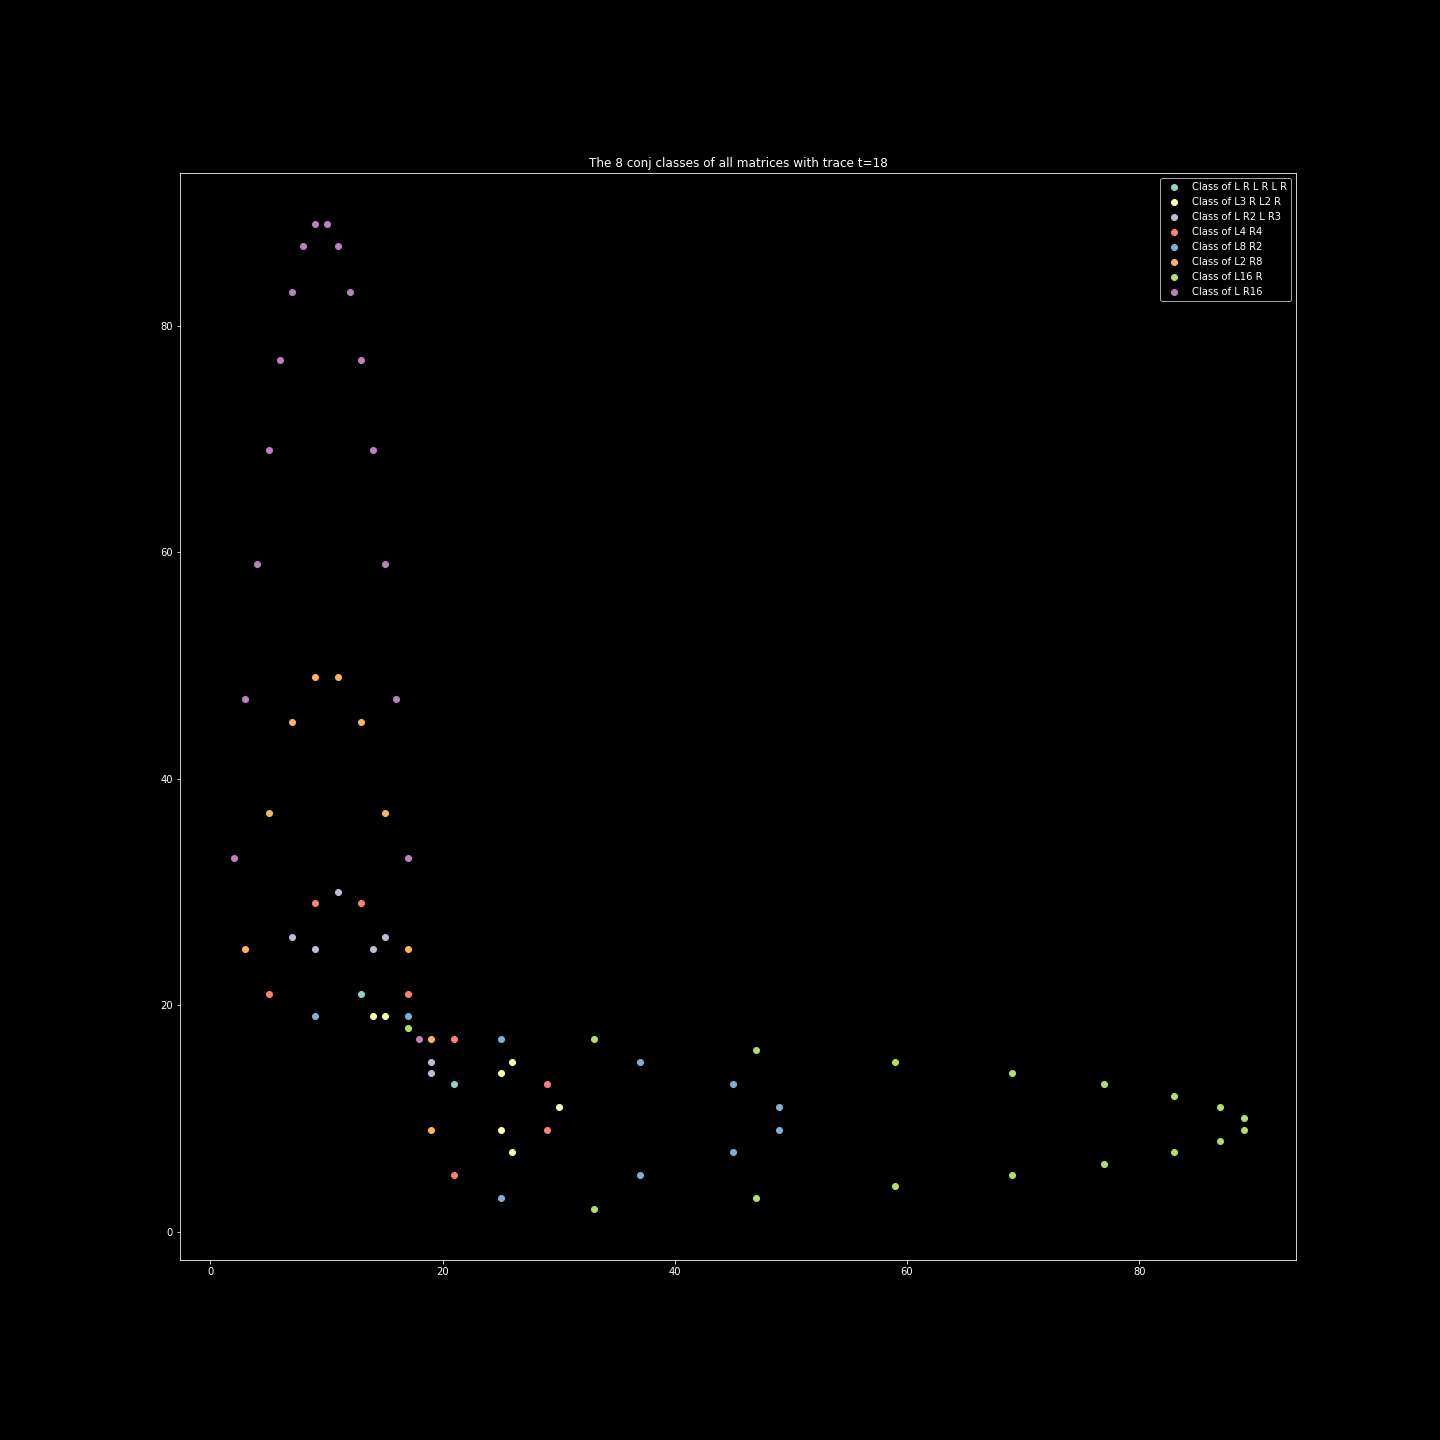 The 8 conj classes of all matrices with trace t=18
Class of L R L R L R
Class of L3 R L2 R
Class of L R2 L R3
Class of L4 R4
Class of L8 R2
Class of L2 R8
Class of L16 R
Class of L R16
80
60
40
20
0
0 20 40 60 80